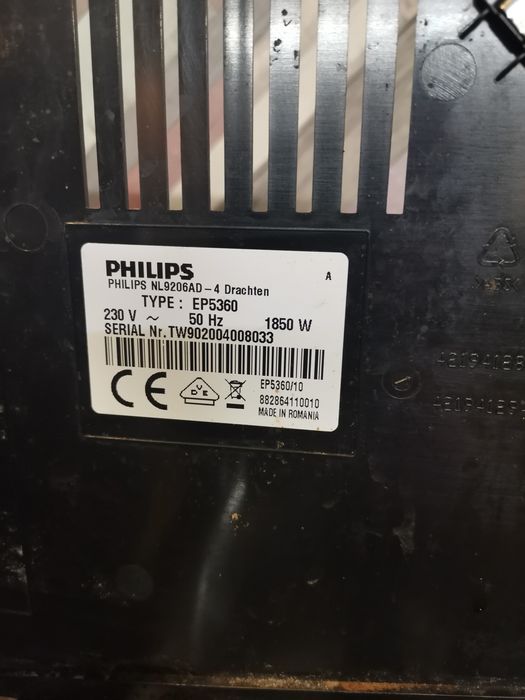 PHILIPS
A
PHILIPS NL9206AD-4 Drachten
TYPE : EP5360
230 V ~ 50 Hz 1850 W
SERIAL Nr. TW902004008033
CE
VDE
EP5360/10
882864110010
MADE IN ROMANIA